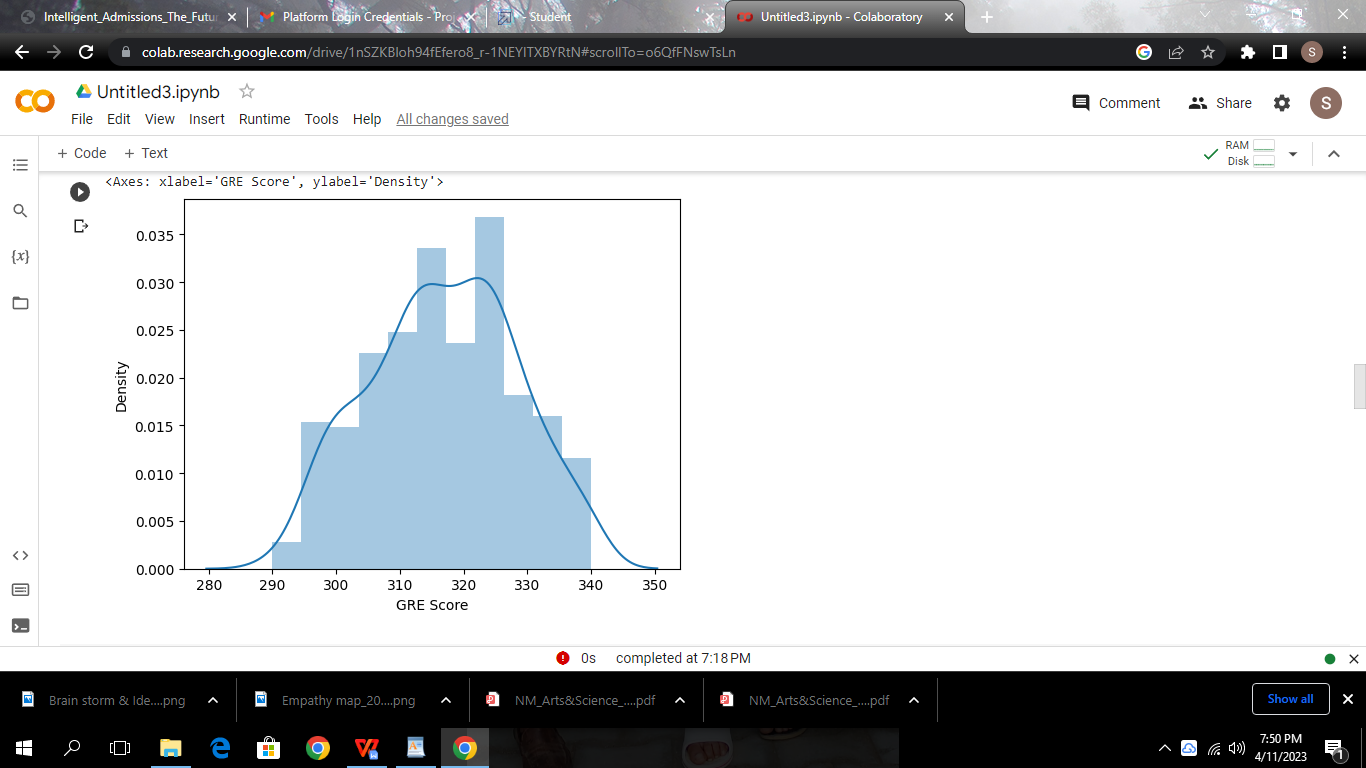 Intelligent_Admissions_The_Futu
Platform Login Credentials - Pro
- Student
Untitled3.ipynb - Colaboratory
colab.research.google.com/drive/1nSZKBIoh94fEfero8_r-1NEYITXBYRtN#scrollTo=o6QfFNswTsLn
S
Untitled3.ipynb
File Edit View Insert Runtime Tools Help All changes saved
Comment Share S
+ Code + Text
RAM
Disk
{x}
<Axes: xlabel='GRE Score', ylabel='Density'>
Density
0.035
0.030
0.025
0.020
0.015
0.010
0.005
0.000
280 290 300 310 320 330 340 350
GRE Score
0s completed at 7:18 PM
Brain storm & Ide....png
Empathy map_20....png
NM_Arts&Science_....pdf
NM_Arts&Science_....pdf
Show all
7:50 PM
4/11/2023
1